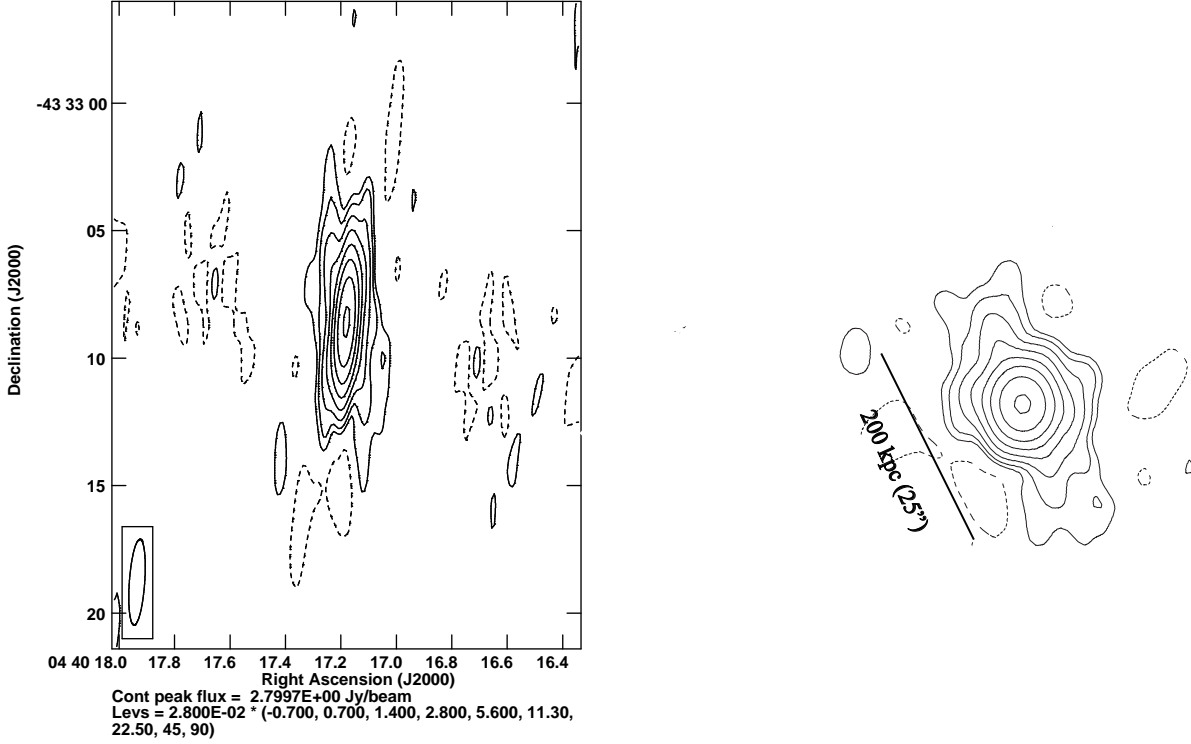 -43 33 00
05
10
15
20
Declination (J2000)
04 40 18.0 17.8 17.6 17.4 17.2 17.0 16.8 16.6 16.4
Right Ascension (J2000)
Cont peak flux = 2.7997E+00 Jy/beam
Levs = 2.800E-02 * (-0.700, 0.700, 1.400, 2.800, 5.600, 11.30,
22.50, 45, 90)
200 kpc (25”)